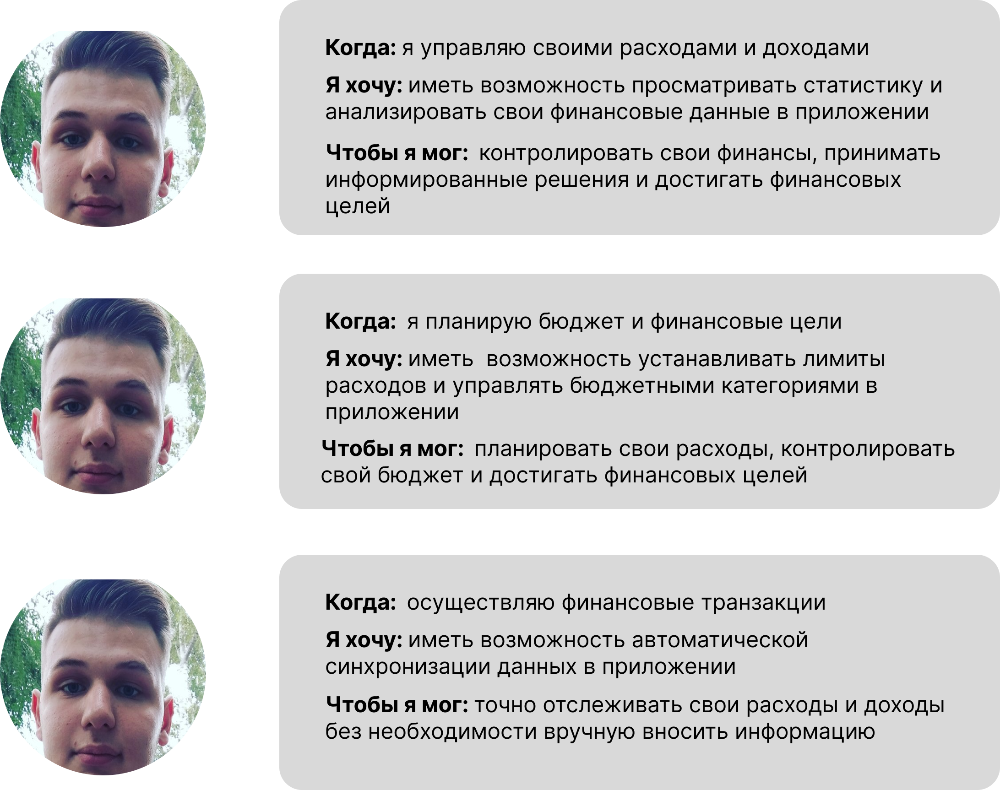 Когда: я управляю своими расходами и доходами
Я хочу: иметь возможность просматривать статистику и
анализировать свои финансовые данные в приложении
Чтобы я мог: контролировать свои финансы, принимать
информированные решения и достигать финансовых
целей
Когда: я планирую бюджет и финансовые цели
Я хочу: иметь возможность устанавливать лимиты
расходов и управлять бюджетными категориями в
приложении
Чтобы я мог: планировать свои расходы, контролировать
свой бюджет и достигать финансовых целей
Когда: осуществляю финансовые транзакции
Я хочу: иметь возможность автоматической
синхронизации данных в приложении
Чтобы я мог: точно отслеживать свои расходы и доходы
без необходимости вручную вносить информацию